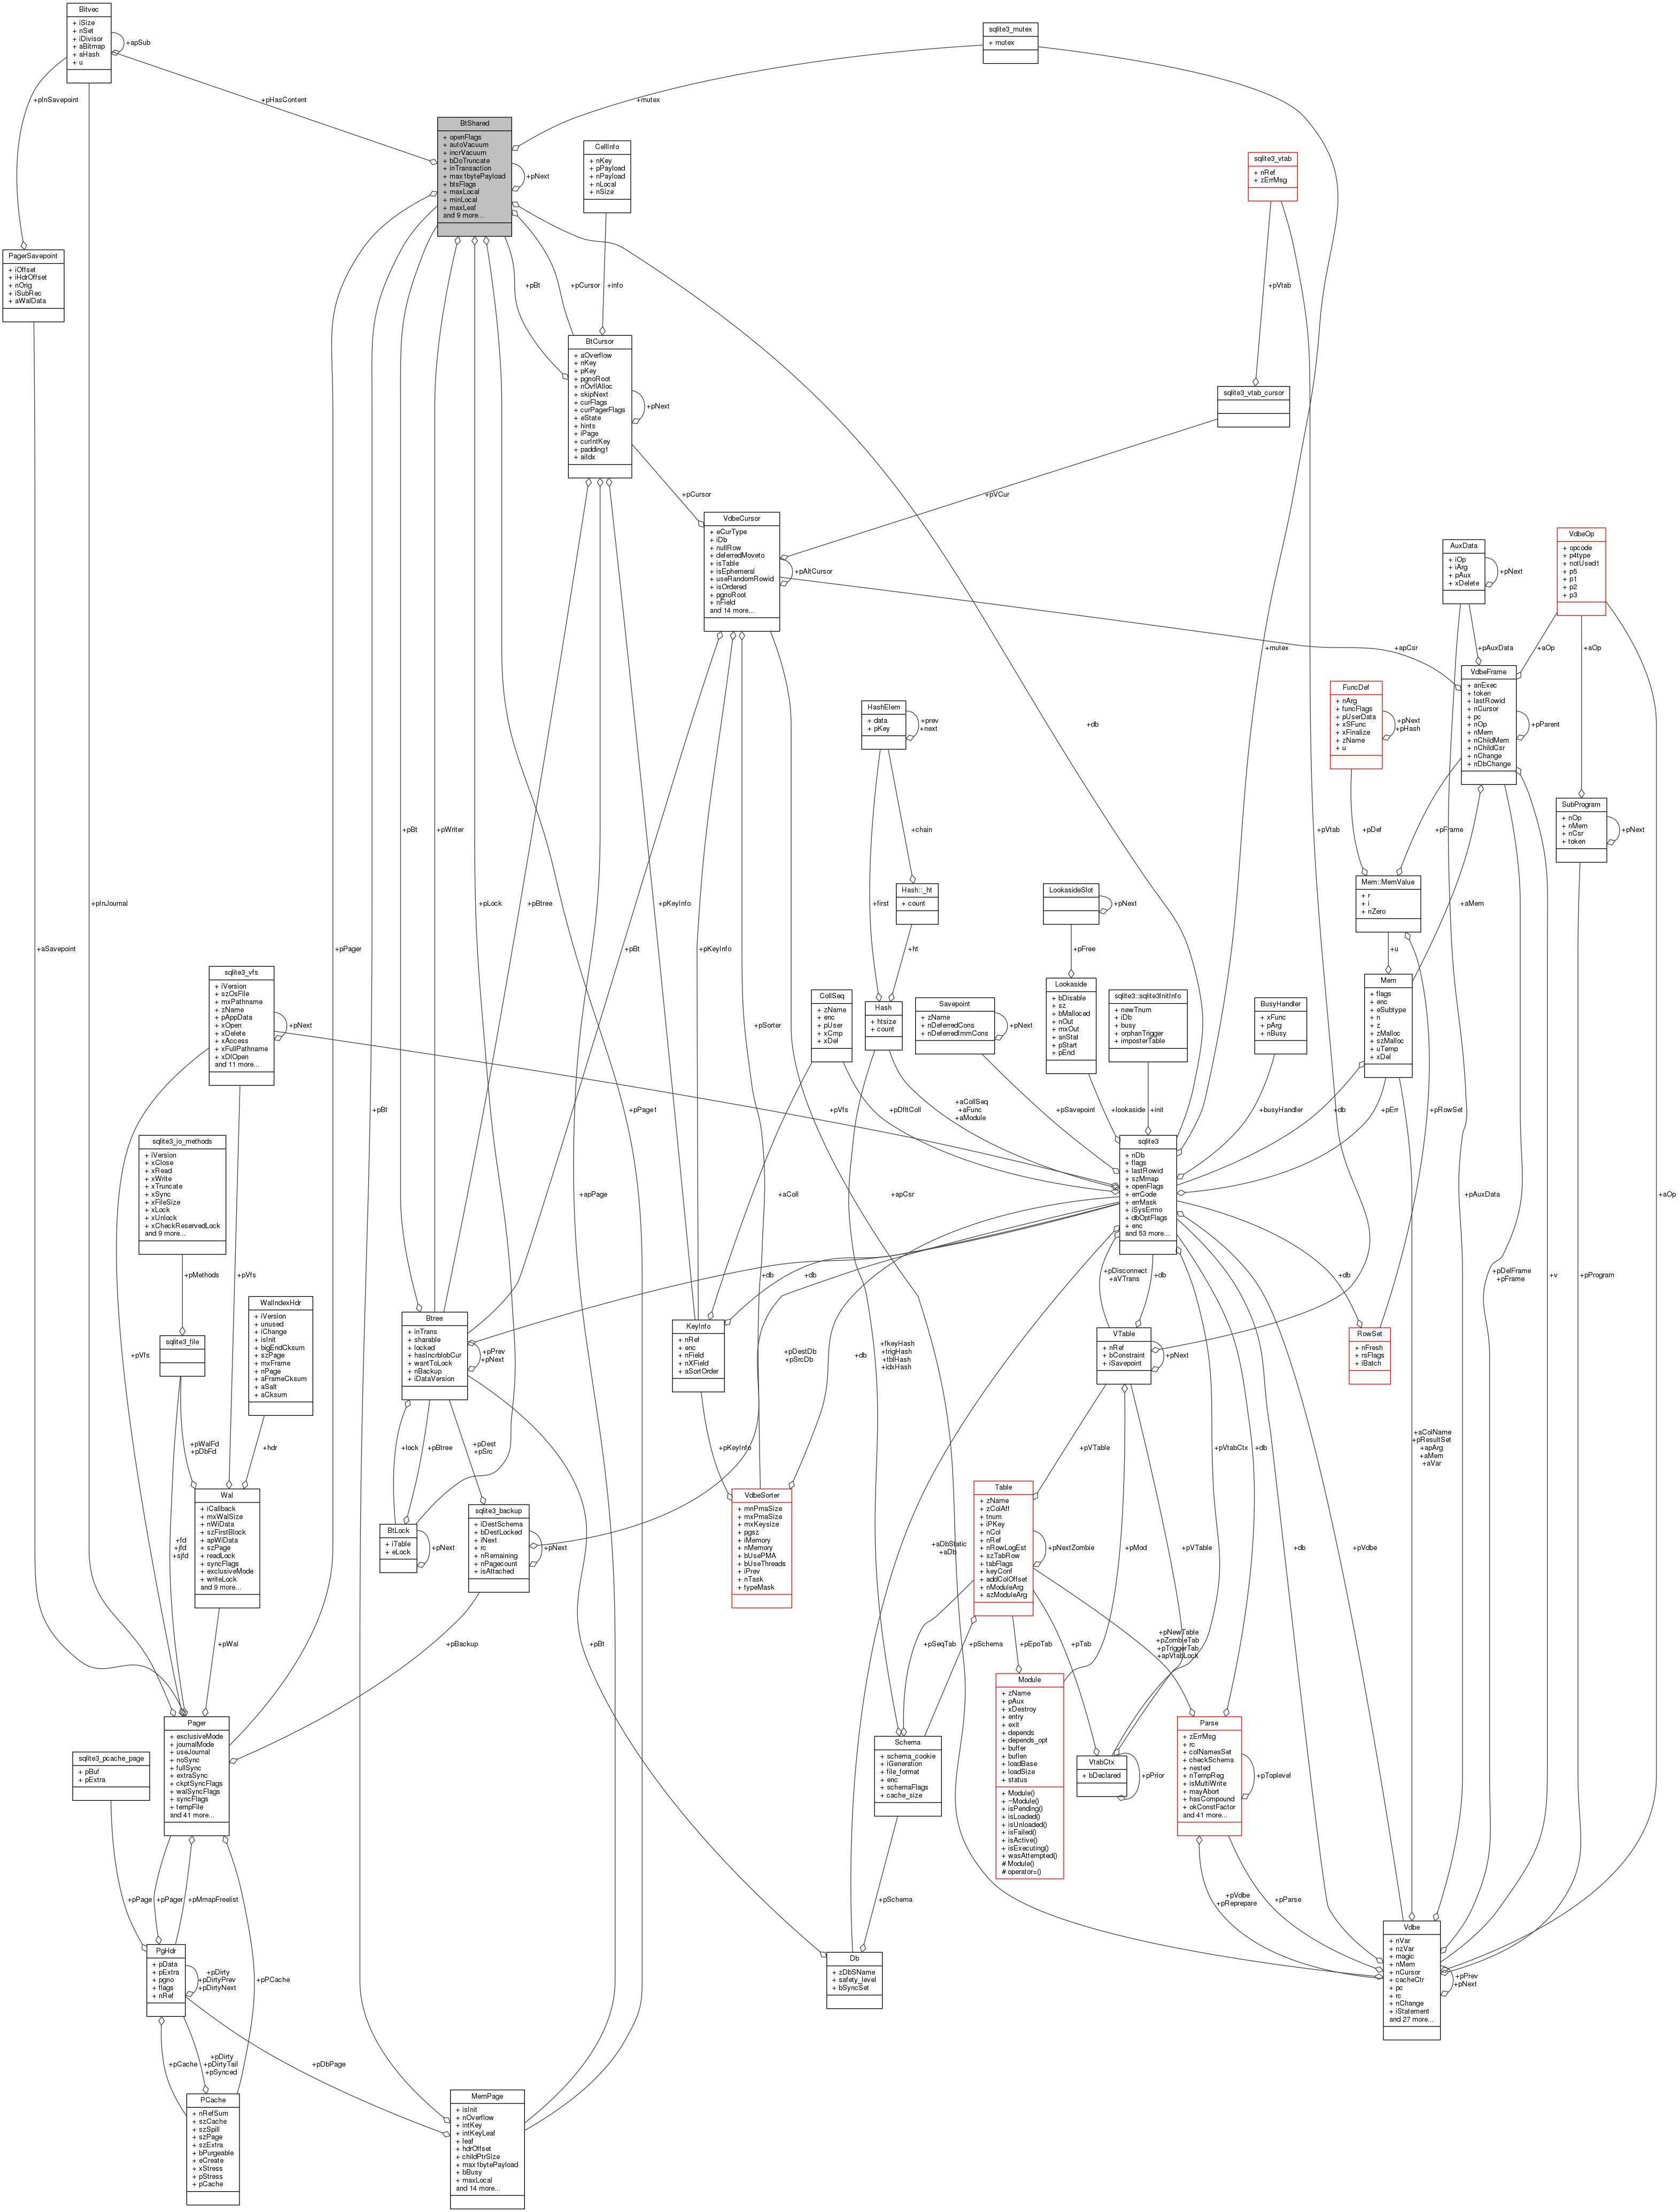 Bitvec
+ iSize
+ nSet
+ iDivisor
+ aBitmap
+ aHash
+ u
+apSub
sqlite3_mutex
+ mutex
+pInSavepoint
+pHasContent
+mutex
BtShared
+ openFlags
+ autoVacuum
+ incrVacuum
+ bDoTruncate
+ inTransaction
+ max1bytePayload
+ btsFlags
+ maxLocal
+ minLocal
+ maxLeaf
and 9 more...
+pNext
CellInfo
+ nKey
+ pPayload
+ nPayload
+ nLocal
+ nSize
sqlite3_vtab
+ nRef
+ zErrMsg
PagerSavepoint
+ iOffset
+ iHdrOffset
+ nOrig
+ iSubRec
+ aWalData
+pBt
+pCursor
+info
+pVtab
BtCursor
+ aOverflow
+ nKey
+ pKey
+ pgnoRoot
+ nOvflAlloc
+ skipNext
+ curFlags
+ curPagerFlags
+ eState
+ hints
+ iPage
+ curIntKey
+ padding1
+ aiIdx
+pNext
sqlite3_vtab_cursor
+pCursor
+pVCur
VdbeCursor
+ eCurType
+ iDb
+ nullRow
+ deferredMoveto
+ isTable
+ isEphemeral
+ useRandomRowid
+ isOrdered
+ pgnoRoot
+ nField
and 14 more...
+pAltCursor
AuxData
+ iOp
+ iArg
+ pAux
+ xDelete
+pNext
VdbeOp
+ opcode
+ p4type
+ notUsed1
+ p5
+ p1
+ p2
+ p3
+mutex
+apCsr
+pAuxData
+aOp
+aOp
VdbeFrame
+ anExec
+ token
+ lastRowid
+ nCursor
+ pc
+ nOp
+ nMem
+ nChildMem
+ nChildCsr
+ nChange
+ nDbChange
+pParent
FuncDef
+ nArg
+ funcFlags
+ pUserData
+ xSFunc
+ xFinalize
+ zName
+ u
+pNext
+pHash
HashElem
+ data
+ pKey
+prev
+next
+db
SubProgram
+ nOp
+ nMem
+ nCsr
+ token
+pNext
+pBt
+pWriter
+chain
+pVtab
+pDef
+pFrame
+pLock
+pBtree
+pKeyInfo
+first
Hash::_ht
+ count
LookasideSlot
+pNext
Mem::MemValue
+ r
+ i
+ nZero
+aMem
+pInJournal
+aSavepoint
+pPager
+pBt
+pKeyInfo
+ht
+pFree
+u
sqlite3_vfs
+ iVersion
+ szOsFile
+ mxPathname
+ zName
+ pAppData
+ xOpen
+ xDelete
+ xAccess
+ xFullPathname
+ xDlOpen
and 11 more...
+pNext
+pSorter
CollSeq
+ zName
+ enc
+ pUser
+ xCmp
+ xDel
Hash
+ htsize
+ count
Savepoint
+ zName
+ nDeferredCons
+ nDeferredImmCons
+pNext
Lookaside
+ bDisable
+ sz
+ bMalloced
+ nOut
+ mxOut
+ anStat
+ pStart
+ pEnd
sqlite3::sqlite3InitInfo
+ newTnum
+ iDb
+ busy
+ orphanTrigger
+ imposterTable
BusyHandler
+ xFunc
+ pArg
+ nBusy
Mem
+ flags
+ enc
+ eSubtype
+ n
+ z
+ zMalloc
+ szMalloc
+ uTemp
+ xDel
+pBt
+pPage1
+pVfs
+pDfltColl
+aCollSeq
+aFunc
+aModule
+pSavepoint
+lookaside
+init
+busyHandler
+db
+pErr
+pRowSet
sqlite3_io_methods
+ iVersion
+ xClose
+ xRead
+ xWrite
+ xTruncate
+ xSync
+ xFileSize
+ xLock
+ xUnlock
+ xCheckReservedLock
and 9 more...
sqlite3
+ nDb
+ flags
+ lastRowid
+ szMmap
+ openFlags
+ errCode
+ errMask
+ iSysErrno
+ dbOptFlags
+ enc
and 53 more...
+apPage
+aColl
+apCsr
+pAuxData
+aOp
+pMethods
+pVfs
+db
+db
+pDisconnect
+aVTrans
+db
+db
+pDelFrame
+pFrame
+v
+pProgram
WalIndexHdr
+ iVersion
+ unused
+ iChange
+ isInit
+ bigEndCksum
+ szPage
+ mxFrame
+ nPage
+ aFrameCksum
+ aSalt
+ aCksum
sqlite3_file
Btree
+ inTrans
+ sharable
+ locked
+ hasIncrblobCur
+ wantToLock
+ nBackup
+ iDataVersion
+pPrev
+pNext
KeyInfo
+ nRef
+ enc
+ nField
+ nXField
+ aSortOrder
+pDestDb
+pSrcDb
+db
+fkeyHash
+trigHash
+tblHash
+idxHash
VTable
+ nRef
+ bConstraint
+ iSavepoint
+pNext
RowSet
+ nFresh
+ rsFlags
+ iBatch
+pVfs
+pWalFd
+pDbFd
+hdr
+lock
+pBtree
+pDest
+pSrc
+pKeyInfo
+pVTable
+pVtabCtx
+db
+aColName
+pResultSet
+apArg
+aMem
+aVar
Wal
+ iCallback
+ mxWalSize
+ nWiData
+ szFirstBlock
+ apWiData
+ szPage
+ readLock
+ syncFlags
+ exclusiveMode
+ writeLock
and 9 more...
+fd
+jfd
+sjfd
BtLock
+ iTable
+ eLock
+pNext
sqlite3_backup
+ iDestSchema
+ bDestLocked
+ iNext
+ rc
+ nRemaining
+ nPagecount
+ isAttached
+pNext
VdbeSorter
+ mnPmaSize
+ mxPmaSize
+ mxKeysize
+ pgsz
+ iMemory
+ nMemory
+ bUsePMA
+ bUseThreads
+ iPrev
+ nTask
+ typeMask
+aDbStatic
+aDb
Table
+ zName
+ zColAff
+ tnum
+ iPKey
+ nCol
+ nRef
+ nRowLogEst
+ szTabRow
+ tabFlags
+ keyConf
+ addColOffset
+ nModuleArg
+ azModuleArg
+pNextZombie
+pMod
+pVTable
+db
+pVdbe
+pWal
+pBackup
+pBt
+pSeqTab
+pSchema
+pEpoTab
+pTab
+pNewTable
+pZombieTab
+pTriggerTab
+apVtabLock
Pager
+ exclusiveMode
+ journalMode
+ useJournal
+ noSync
+ fullSync
+ extraSync
+ ckptSyncFlags
+ walSyncFlags
+ syncFlags
+ tempFile
and 41 more...
sqlite3_pcache_page
+ pBuf
+ pExtra
Schema
+ schema_cookie
+ iGeneration
+ file_format
+ enc
+ schemaFlags
+ cache_size
Module
+ zName
+ pAux
+ xDestroy
+ entry
+ exit
+ depends
+ depends_opt
+ buffer
+ buflen
+ loadBase
+ loadSize
+ status
+ Module()
+ ~Module()
+ isPending()
+ isLoaded()
+ isUnloaded()
+ isFailed()
+ isActive()
+ isExecuting()
+ wasAttempted()
# Module()
# operator=()
VtabCtx
+ bDeclared
+pPrior
Parse
+ zErrMsg
+ rc
+ colNamesSet
+ checkSchema
+ nested
+ nTempReg
+ isMultiWrite
+ mayAbort
+ hasCompound
+ okConstFactor
and 41 more...
+pToplevel
+pPage
+pPager
+pMmapFreelist
+pSchema
+pVdbe
+pReprepare
+pParse
PgHdr
+ pData
+ pExtra
+ pgno
+ flags
+ nRef
+pDirty
+pDirtyPrev
+pDirtyNext
+pPCache
Db
+ zDbSName
+ safety_level
+ bSyncSet
Vdbe
+ nVar
+ nzVar
+ magic
+ nMem
+ nCursor
+ cacheCtr
+ pc
+ rc
+ nChange
+ iStatement
and 27 more...
+pPrev
+pNext
+pCache
+pDirty
+pDirtyTail
+pSynced
+pDbPage
PCache
+ nRefSum
+ szCache
+ szSpill
+ szPage
+ szExtra
+ bPurgeable
+ eCreate
+ xStress
+ pStress
+ pCache
MemPage
+ isInit
+ nOverflow
+ intKey
+ intKeyLeaf
+ leaf
+ hdrOffset
+ childPtrSize
+ max1bytePayload
+ bBusy
+ maxLocal
and 14 more...